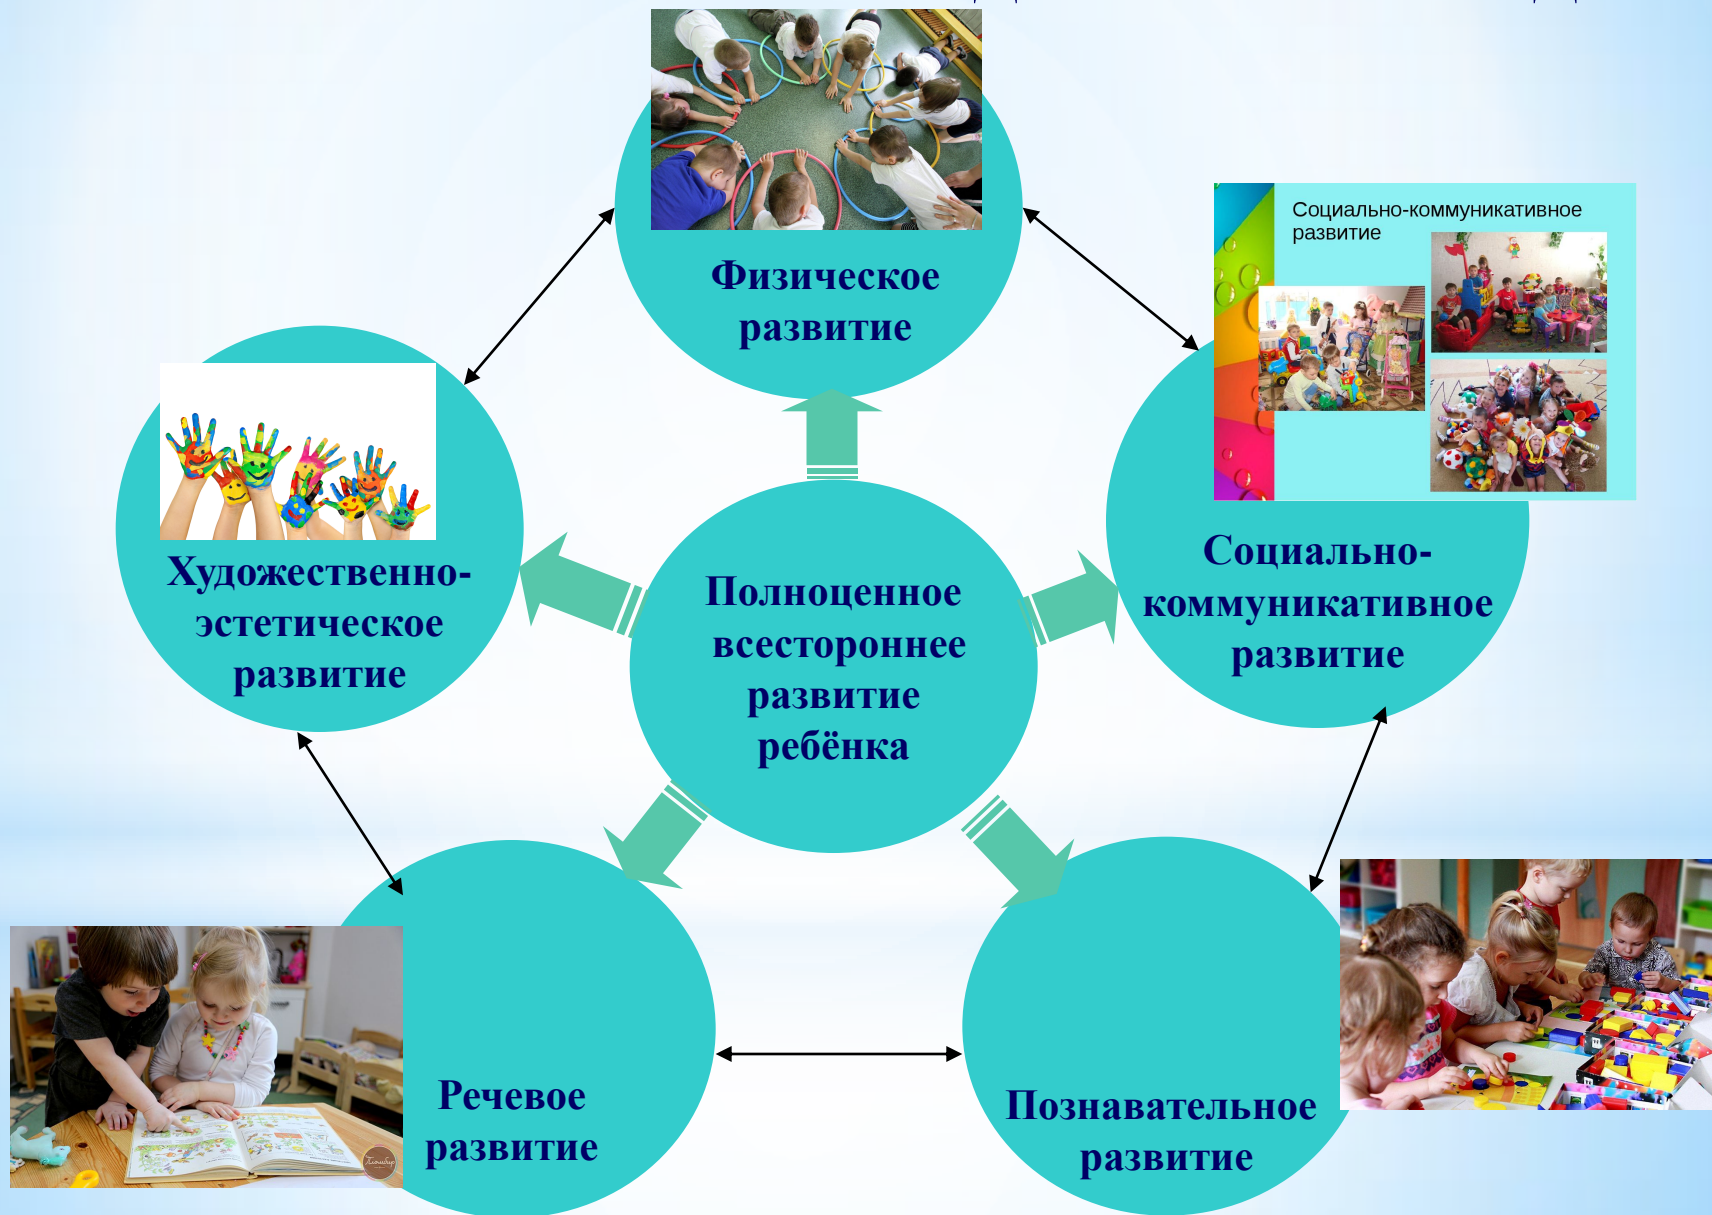 Физическое
развитие
Социально-коммуникативное
развитие
Социально-
коммуникативное
развитие
Художественно-
эстетическое
развитие
Полноценное
всестороннее
развитие
ребёнка
Речевое
развитие
Познавательное
развитие